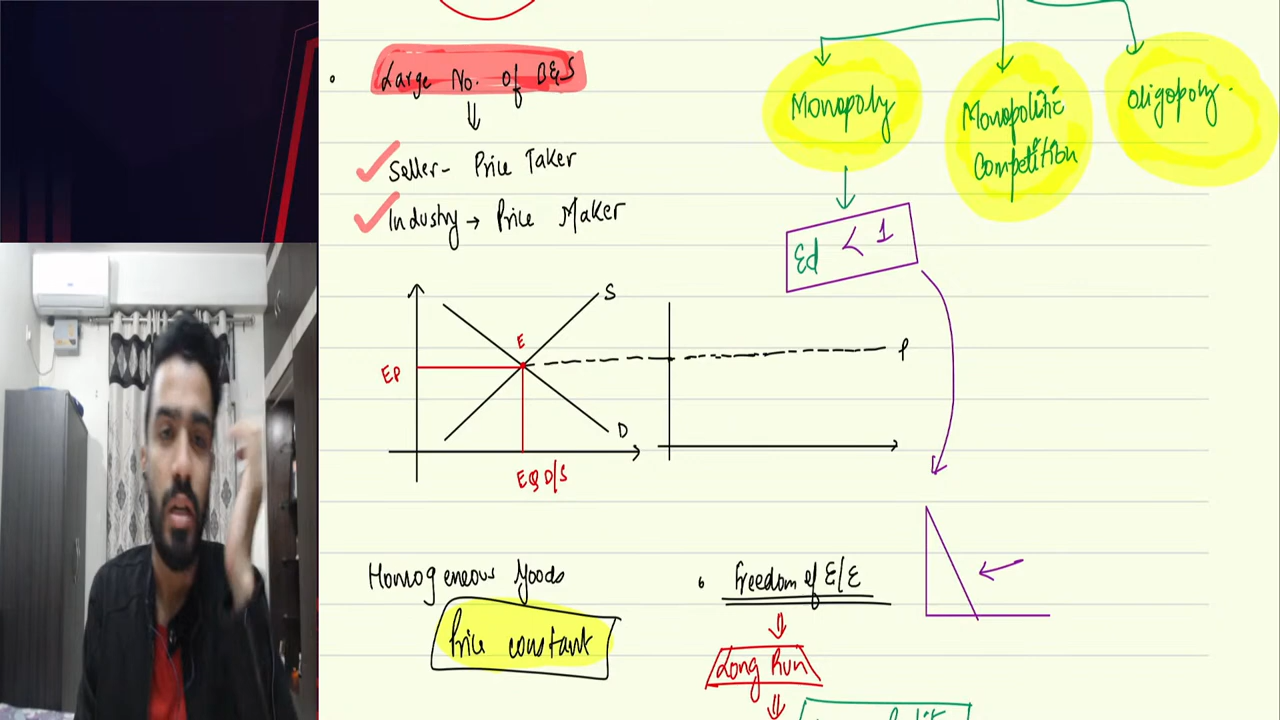 Large No. of B&S
Seller- Price Taker
Industry → Price Maker
S
E
EP
D
EQ D/S
P
Homogeneous Goods
Price constant
Monopoly
Monopolitic
Competition
Oligopoly.
Ed < 1
• Freedom of E/E
Long Run